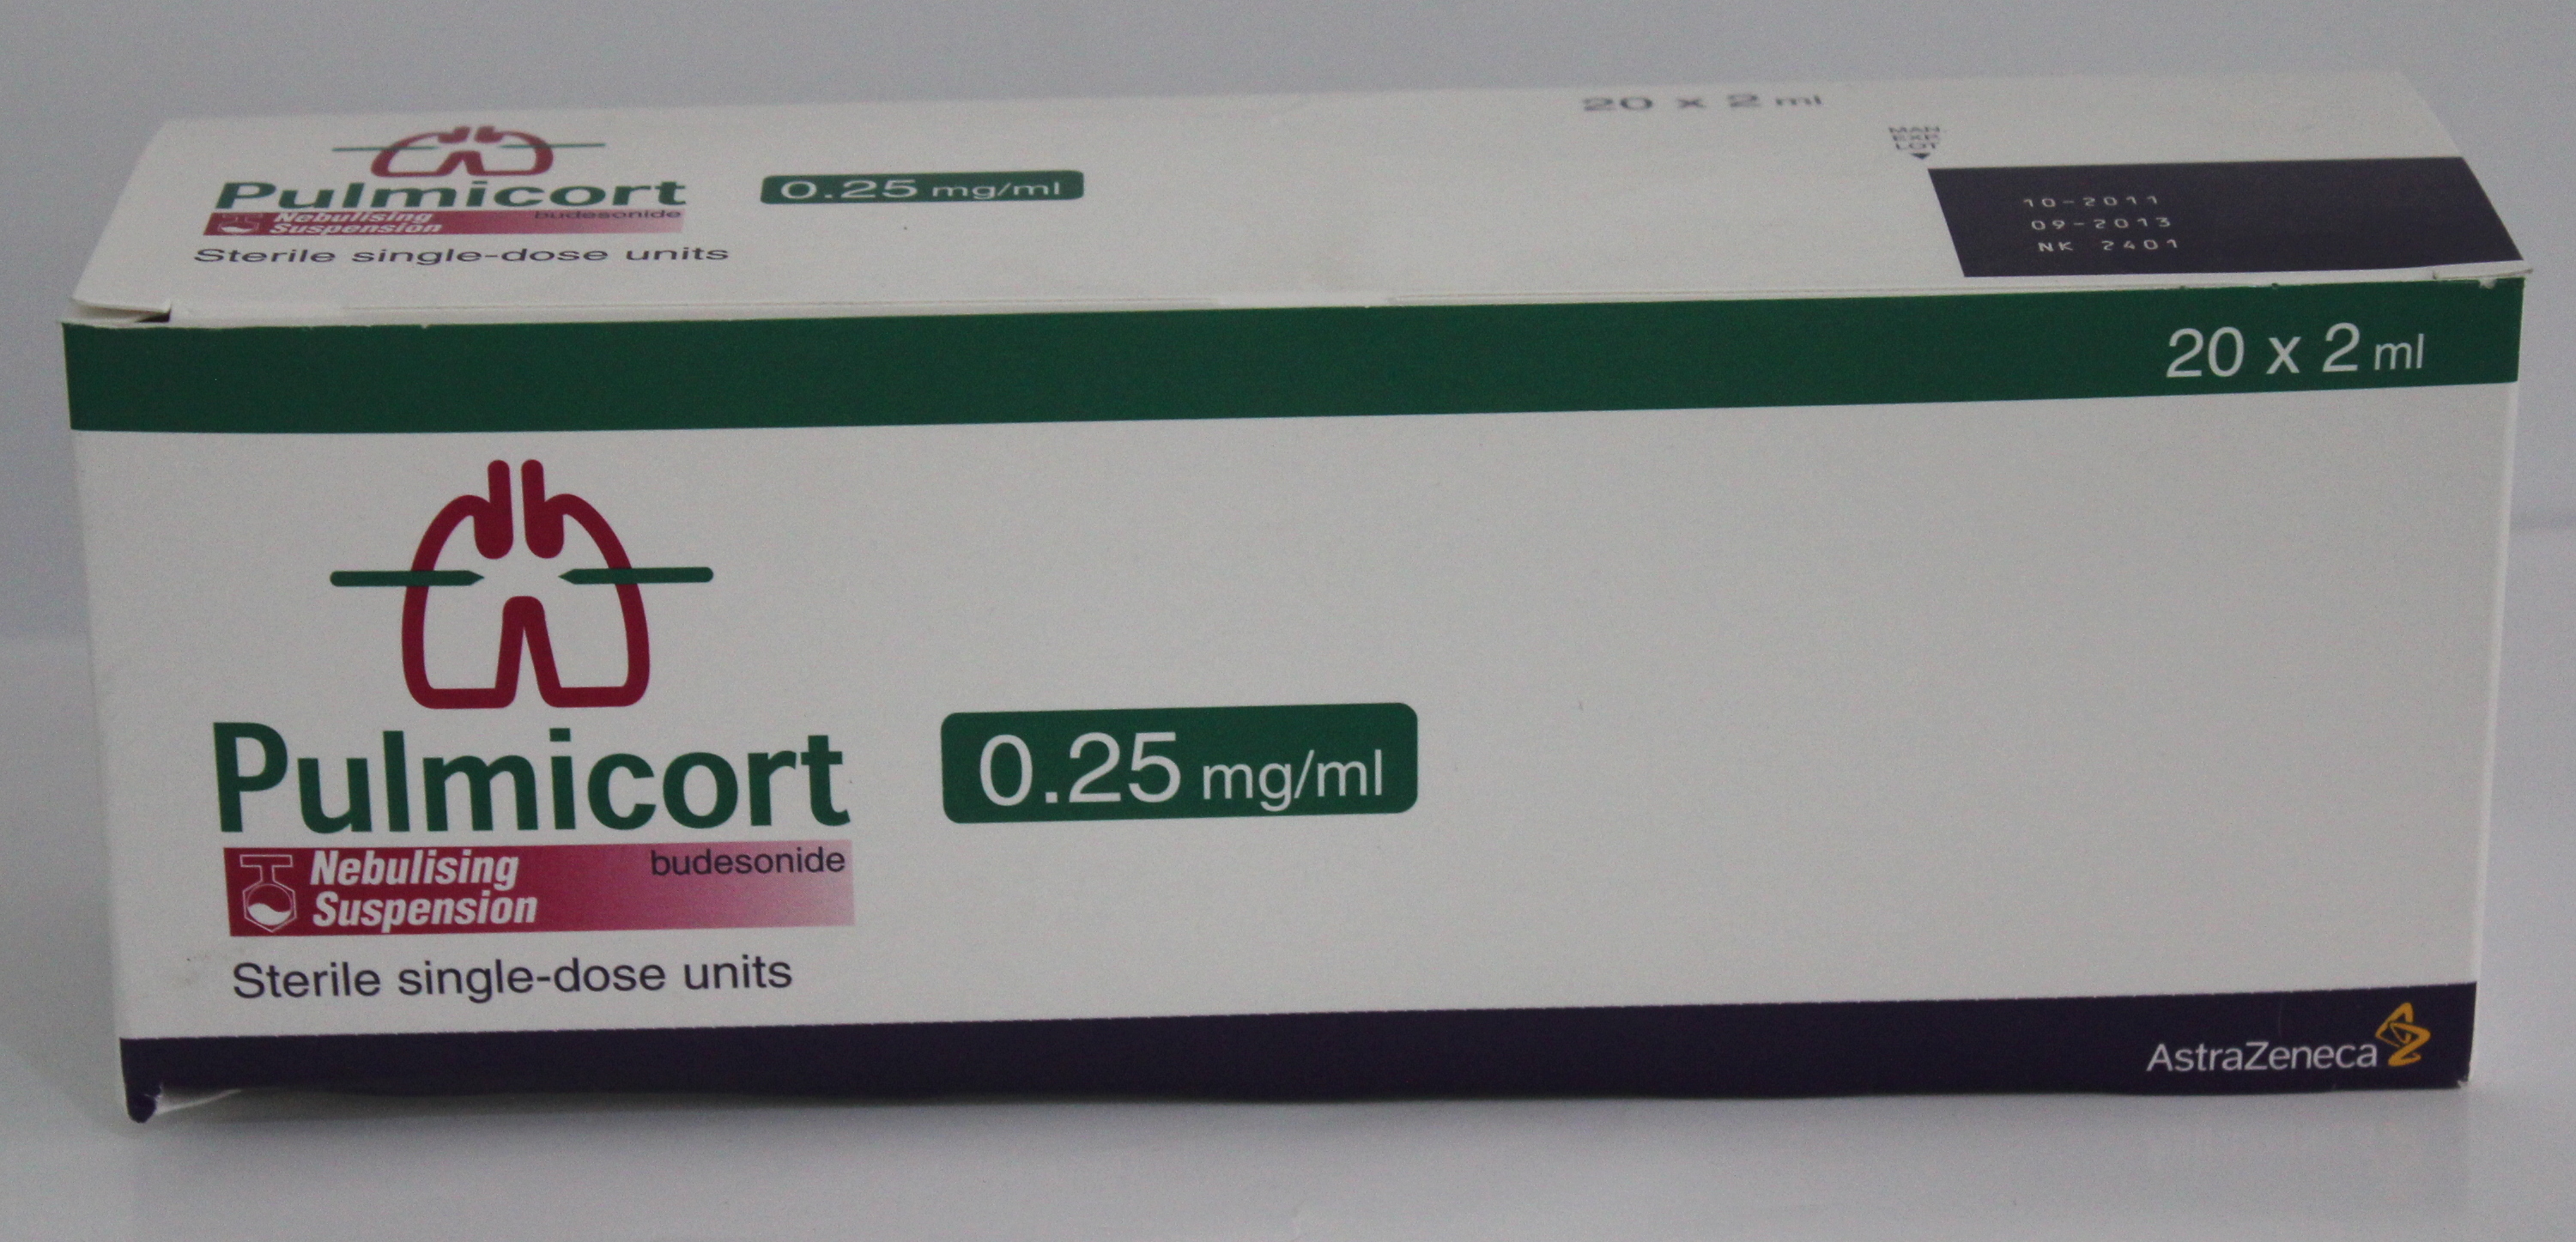 20 x 2 ml
MAN.
EXP.
LOT
Pulmicort
0.25 mg/ml
Nebulising
budesonide
Suspension
Sterile single-dose units
10-2011
09-2013
NK 2401
20 x 2 ml
Pulmicort
0.25 mg/ml
Nebulising
budesonide
Suspension
Sterile single-dose units
AstraZeneca